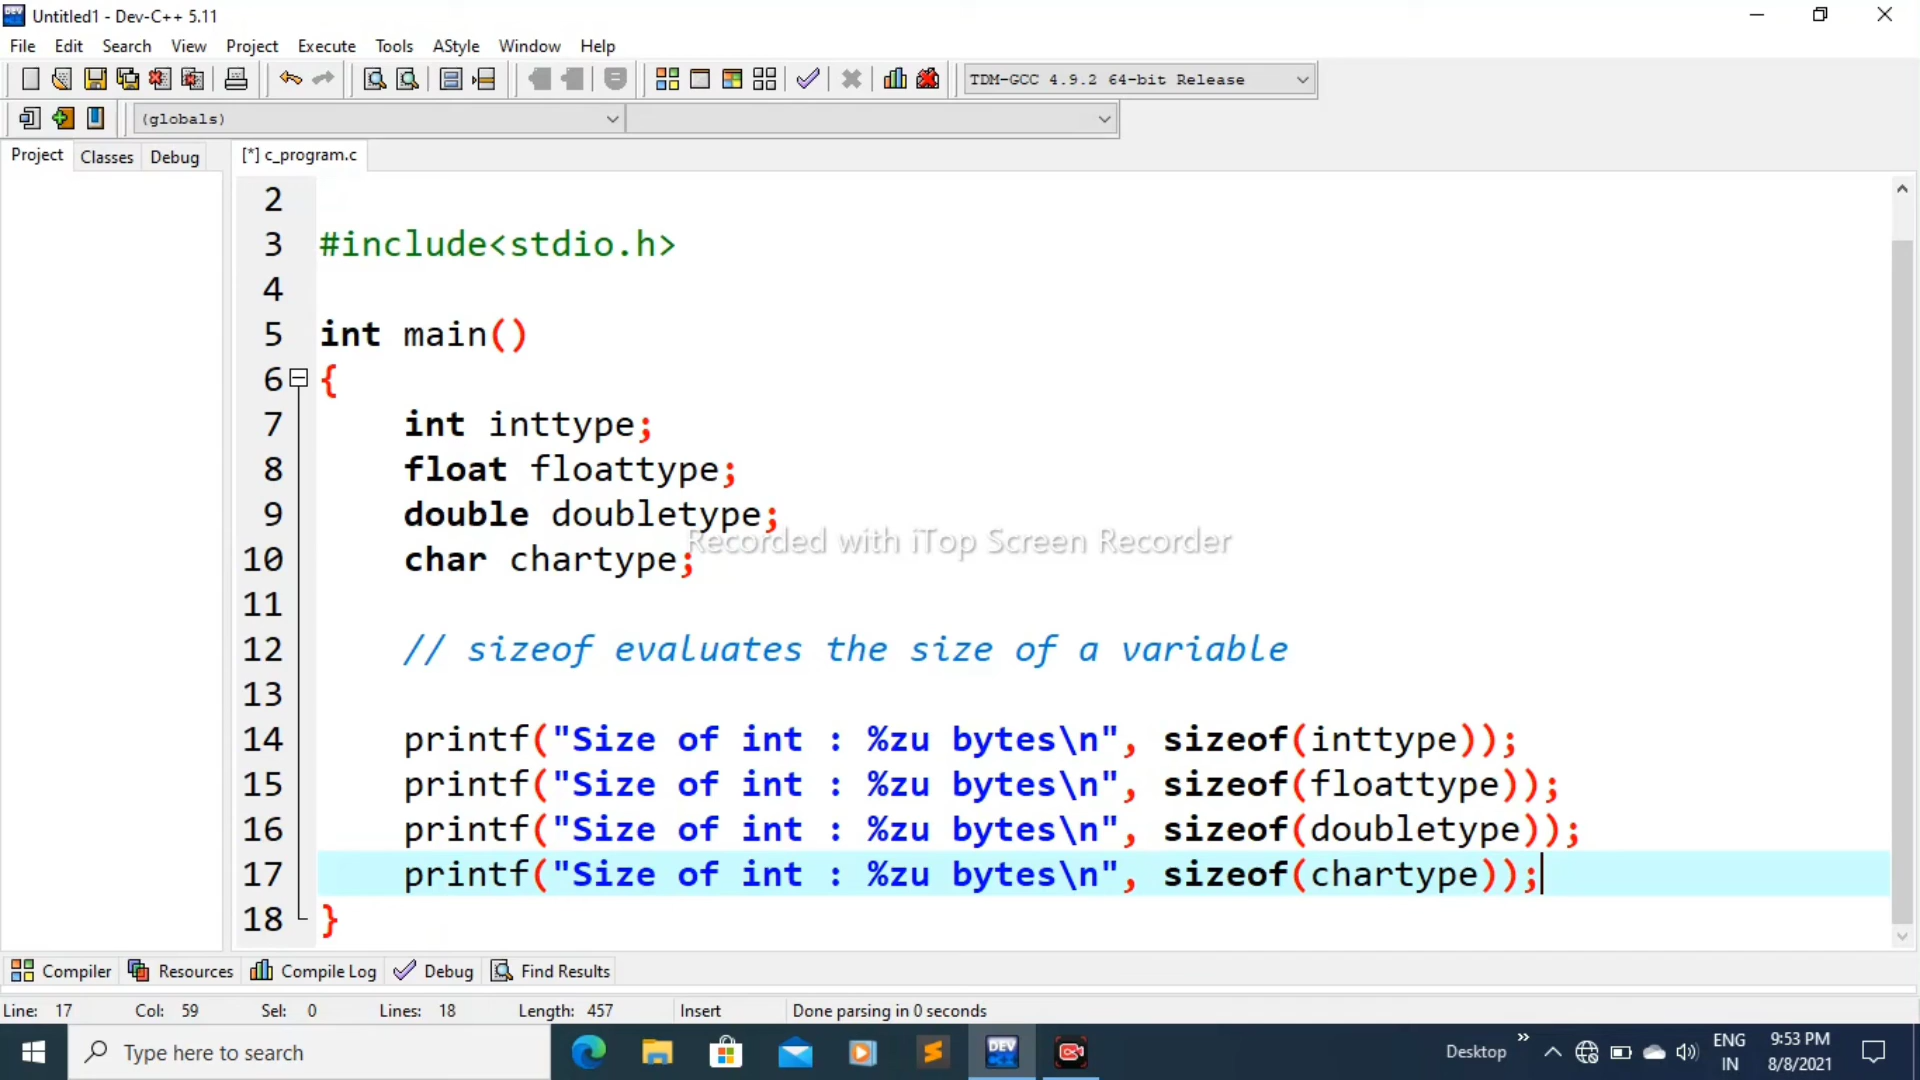 Untitled1 - Dev-C++ 5.11
File Edit Search View Project Execute Tools AStyle Window Help
TDM-GCC 4.9.2 64-bit Release
(globals)
Project Classes Debug [*] c_program.c
2
3 #include<stdio.h>
4
5 int main()
6 {
7 int inttype;
8 float floattype;
9 double doubletype;
Recorded with iTop Screen Recorder
10 char chartype;
11
12 // sizeof evaluates the size of a variable
13
14 printf("Size of int : %zu bytes\n", sizeof(inttype));
15 printf("Size of int : %zu bytes\n", sizeof(floattype));
16 printf("Size of int : %zu bytes\n", sizeof(doubletype));
17 printf("Size of int : %zu bytes\n", sizeof(chartype));
18 }
Compiler Resources Compile Log Debug Find Results
Line: 17 Col: 59 Sel: 0 Lines: 18 Length: 457 Insert Done parsing in 0 seconds
Type here to search
DEV
Desktop
ENG
IN
9:53 PM
8/8/2021